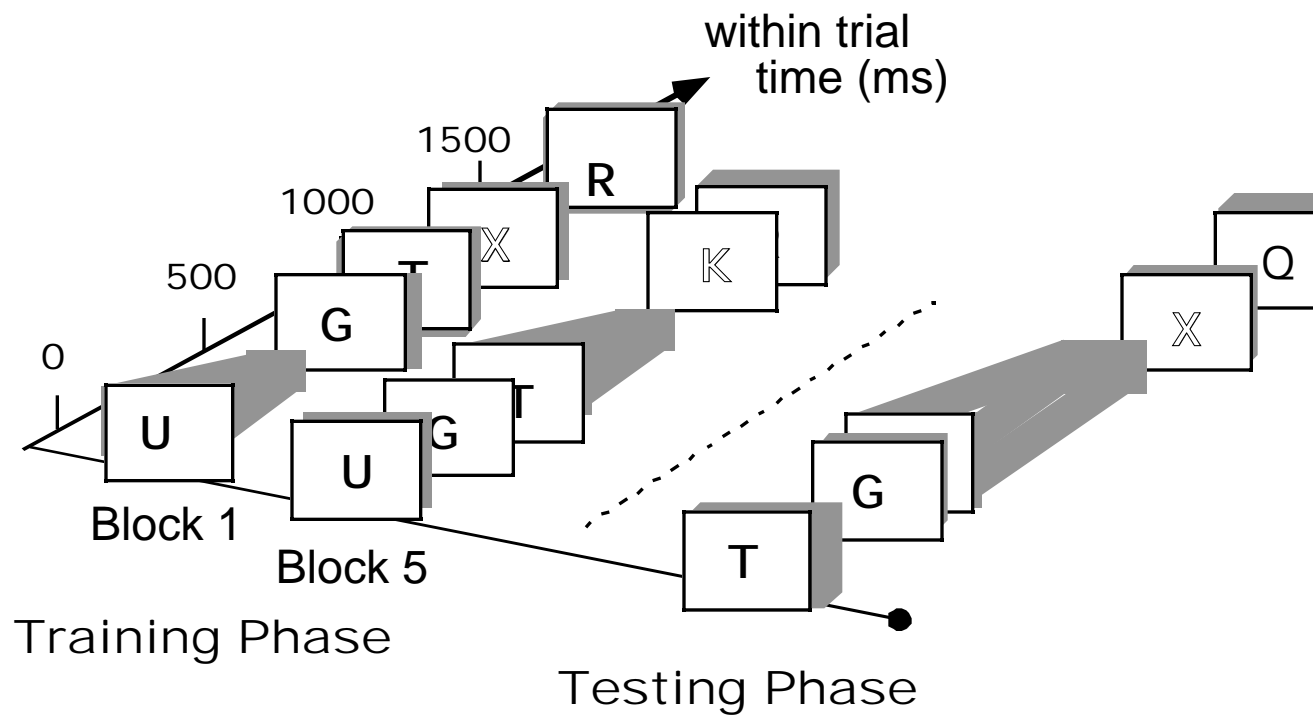 within trial
time (ms)
1500
R
1000
X
K
500
T
Q
G
X
0
T
U
G
U
G
T
Block 1
Block 5
Training Phase
Testing Phase